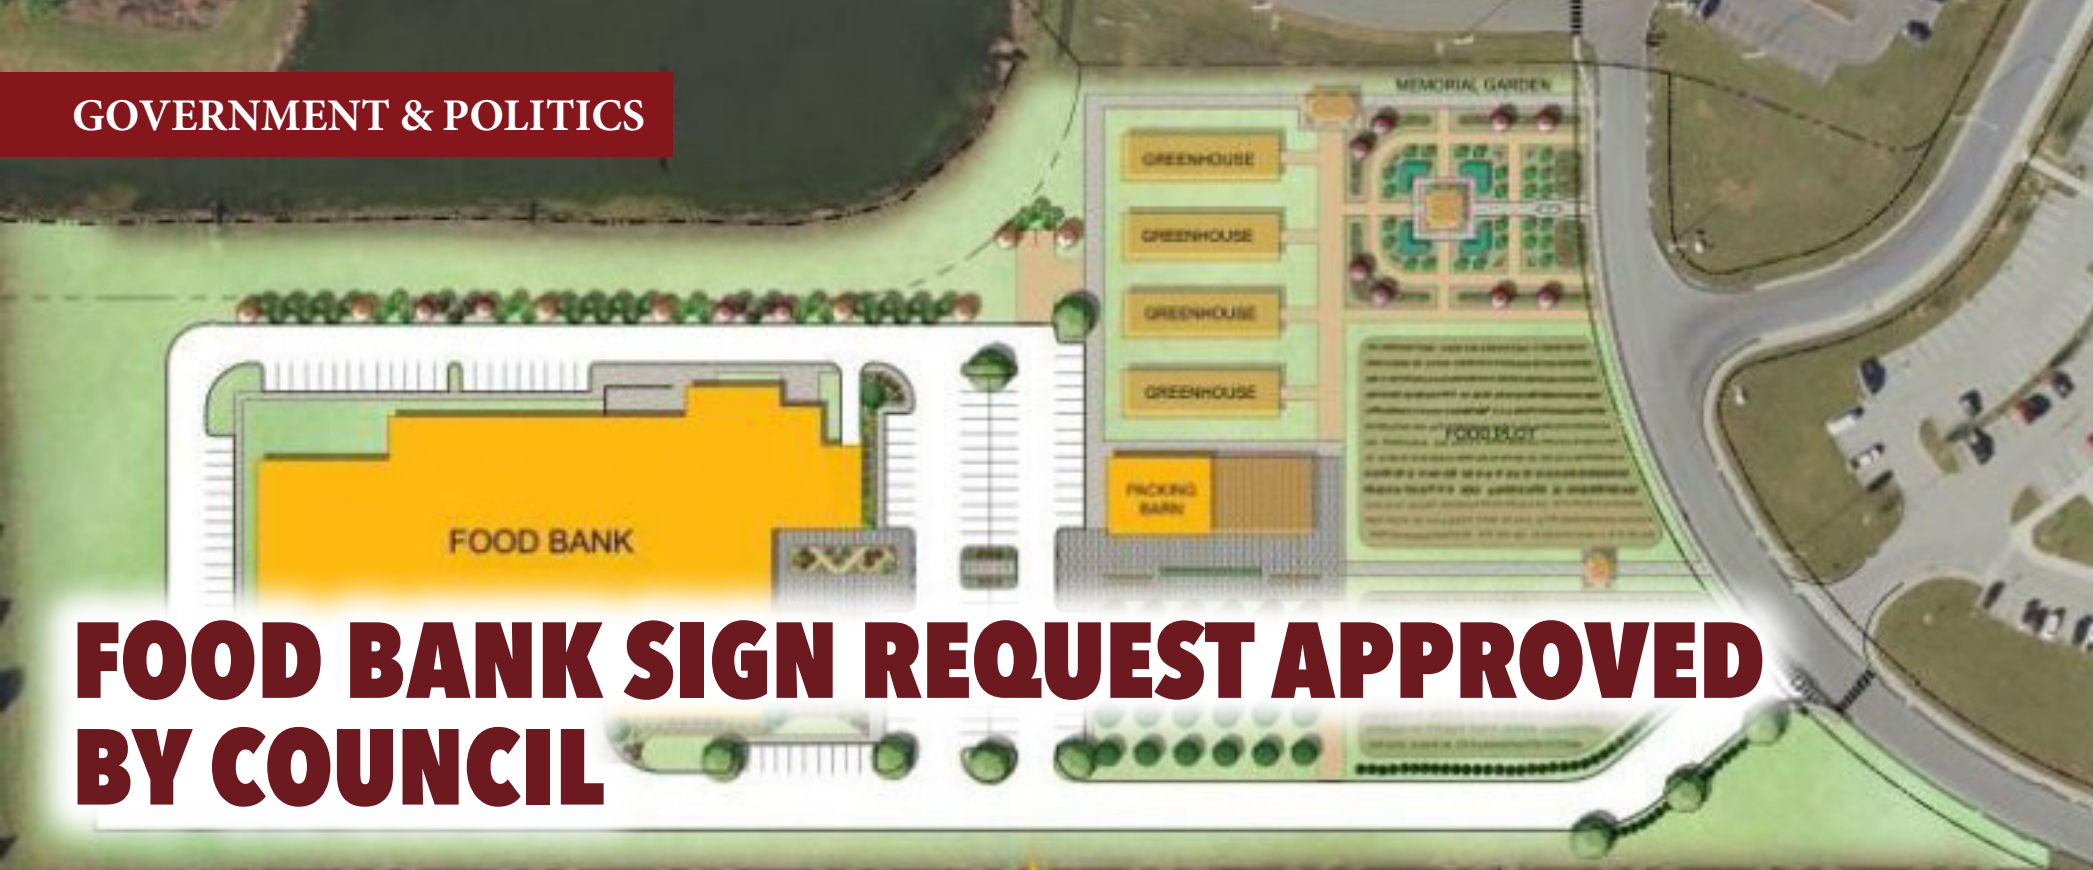 GOVERNMENT & POLITICS
MEMORIAL GARDEN
GREENHOUSE
GREENHOUSE
GREENHOUSE
GREENHOUSE
FOOD PLOT
PACKING
BARN
FOOD BANK
FOOD BANK SIGN REQUEST APPROVED
BY COUNCIL